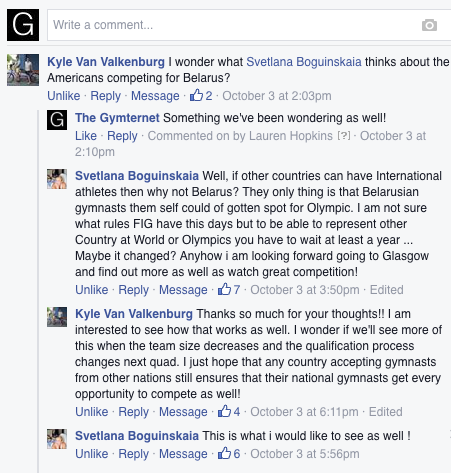 G
Write a comment...
Kyle Van Valkenburg I wonder what Svetlana Boguinskaia thinks about the
Americans competing for Belarus?
Unlike · Reply · Message · 2 · October 3 at 2:03pm
G
The Gymternet Something we've been wondering as well!
Like · Reply · Commented on by Lauren Hopkins [?] · October 3 at
2:10pm
Svetlana Boguinskaia Well, if other countries can have International
athletes then why not Belarus? They only thing is that Belarusian
gymnasts them self could of gotten spot for Olympic. I am not sure
what rules FIG have this days but to be able to represent other
Country at World or Olympics you have to wait at least a year ...
Maybe it changed? Anyhow i am looking forward going to Glasgow
and find out more as well as watch great competition!
Unlike · Reply · Message · 7 · October 3 at 3:50pm · Edited
Kyle Van Valkenburg Thanks so much for your thoughts!! I am
interested to see how that works as well. I wonder if we'll see more of
this when the team size decreases and the qualification process
changes next quad. I just hope that any country accepting gymnasts
from other nations still ensures that their national gymnasts get every
opportunity to compete as well!
Unlike · Reply · Message · 4 · October 3 at 6:11pm · Edited
Svetlana Boguinskaia This is what i would like to see as well !
Unlike · Reply · Message · 6 · October 3 at 5:56pm